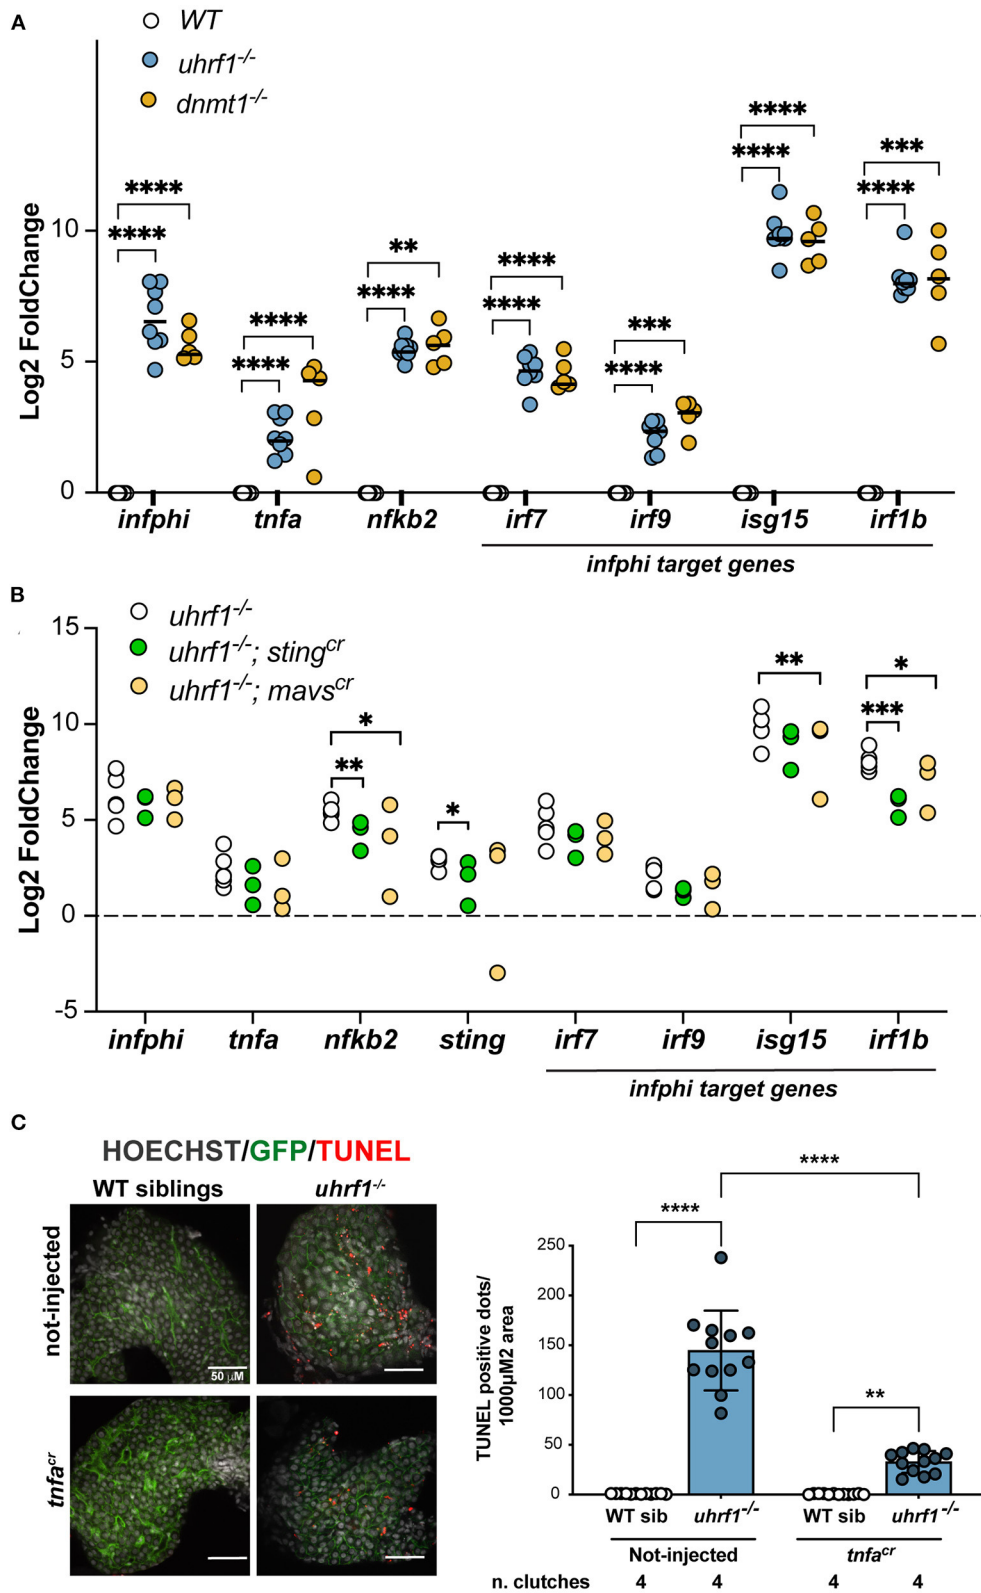 A
WT
uhrf1-/-
dnmt1-/-
Log2 FoldChange
10
5
0
****
****
****
****
**
****
****
****
***
****
****
****
***
****
infphi tnfa nfkb2 irf7 irf9 isg15 irf1b
infphi target genes
B
uhrf1-/-
uhrf1-/-; stingcr
uhrf1-/-; mavscr
Log2 FoldChange
15
10
5
0
-5
*
**
*
**
*
***
infphi tnfa nfkb2 sting irf7 irf9 isg15 irf1b
infphi target genes
C
HOECHST/GFP/TUNEL
WT siblings uhrf1-/-
not-injected
50 µM
tnfacr
TUNEL positive dots/
1000µM2 area
250
200
150
100
50
0
****
****
**
WT sib uhrf1-/- WT sib uhrf1-/-
Not-injected tnfacr
n. clutches 4 4 4 4